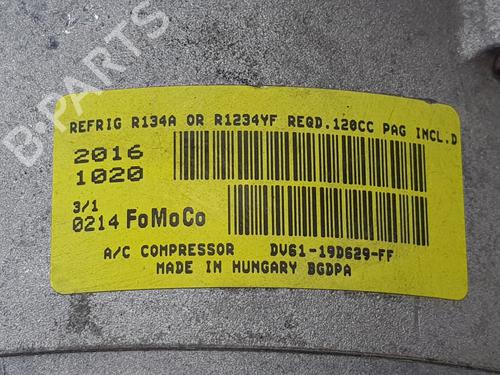 B-PARTS
REFRIG R134A OR R1234YF REQD.120CC PAG INCL.D
2016
1020
3/1
0214 FoMoCo
A/C COMPRESSOR DV61-19D629-FF
MADE IN HUNGARY BGDPA